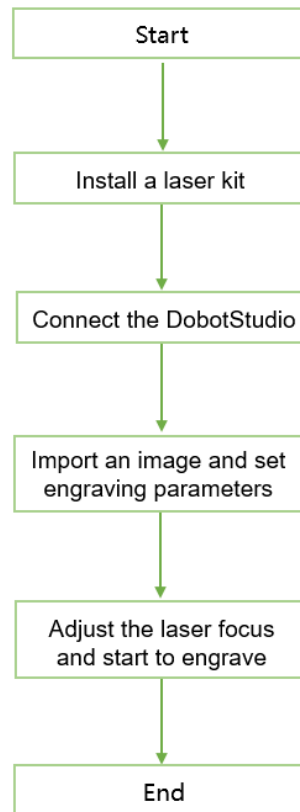 Start
Install a laser kit
Connect the DobotStudio
Import an image and set
engraving parameters
Adjust the laser focus
and start to engrave
End